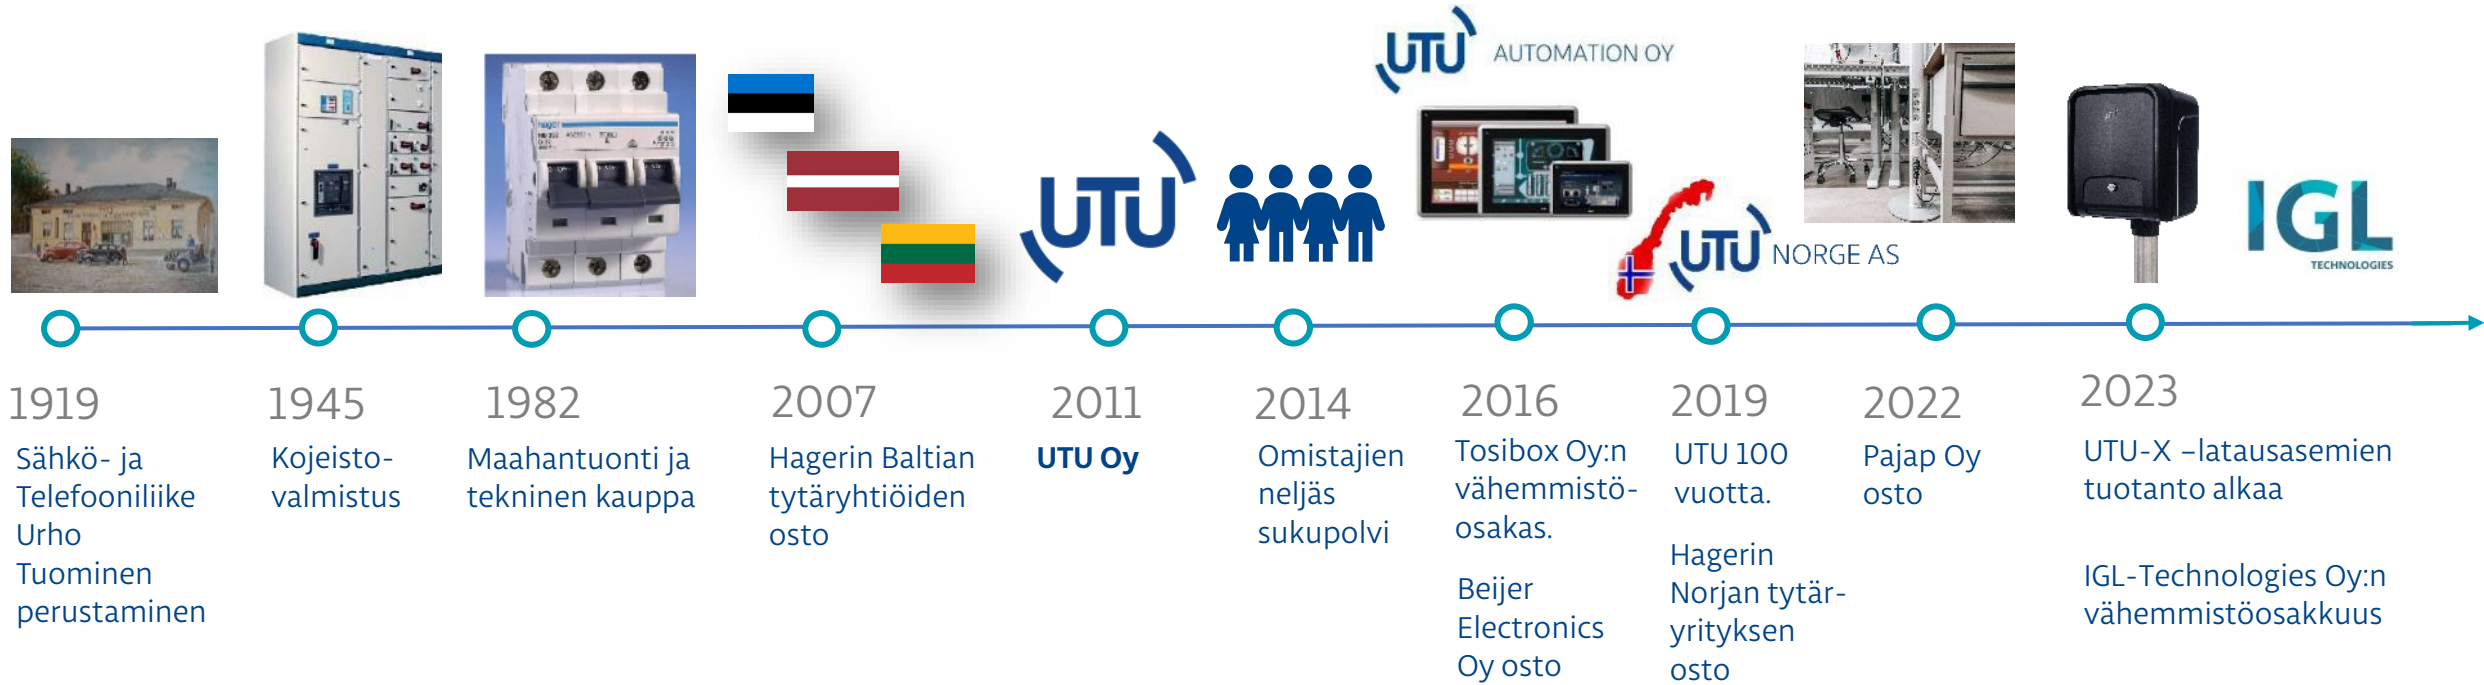 UTU
UTU AUTOMATION OY
UTU NORGE AS
IGL
TECHNOLOGIES
hager
1919
Sähkö- ja
Telefooniliike
Urho
Tuominen
perustaminen
1945
Kojeisto-
valmistus
1982
Maahantuonti ja
tekninen kauppa
2007
Hagerin Baltian
tytäryhtiöiden
osto
2011
UTU Oy
2014
Omistajien
neljäs
sukupolvi
2016
Tosibox Oy:n
vähemmistö-
osakas.
Beijer
Electronics
Oy osto
2019
UTU 100
vuotta.
Hagerin
Norjan tytär-
yrityksen
osto
2022
Pajap Oy
osto
2023
UTU-X –latausasemien
tuotanto alkaa
IGL-Technologies Oy:n
vähemmistöosakkuus